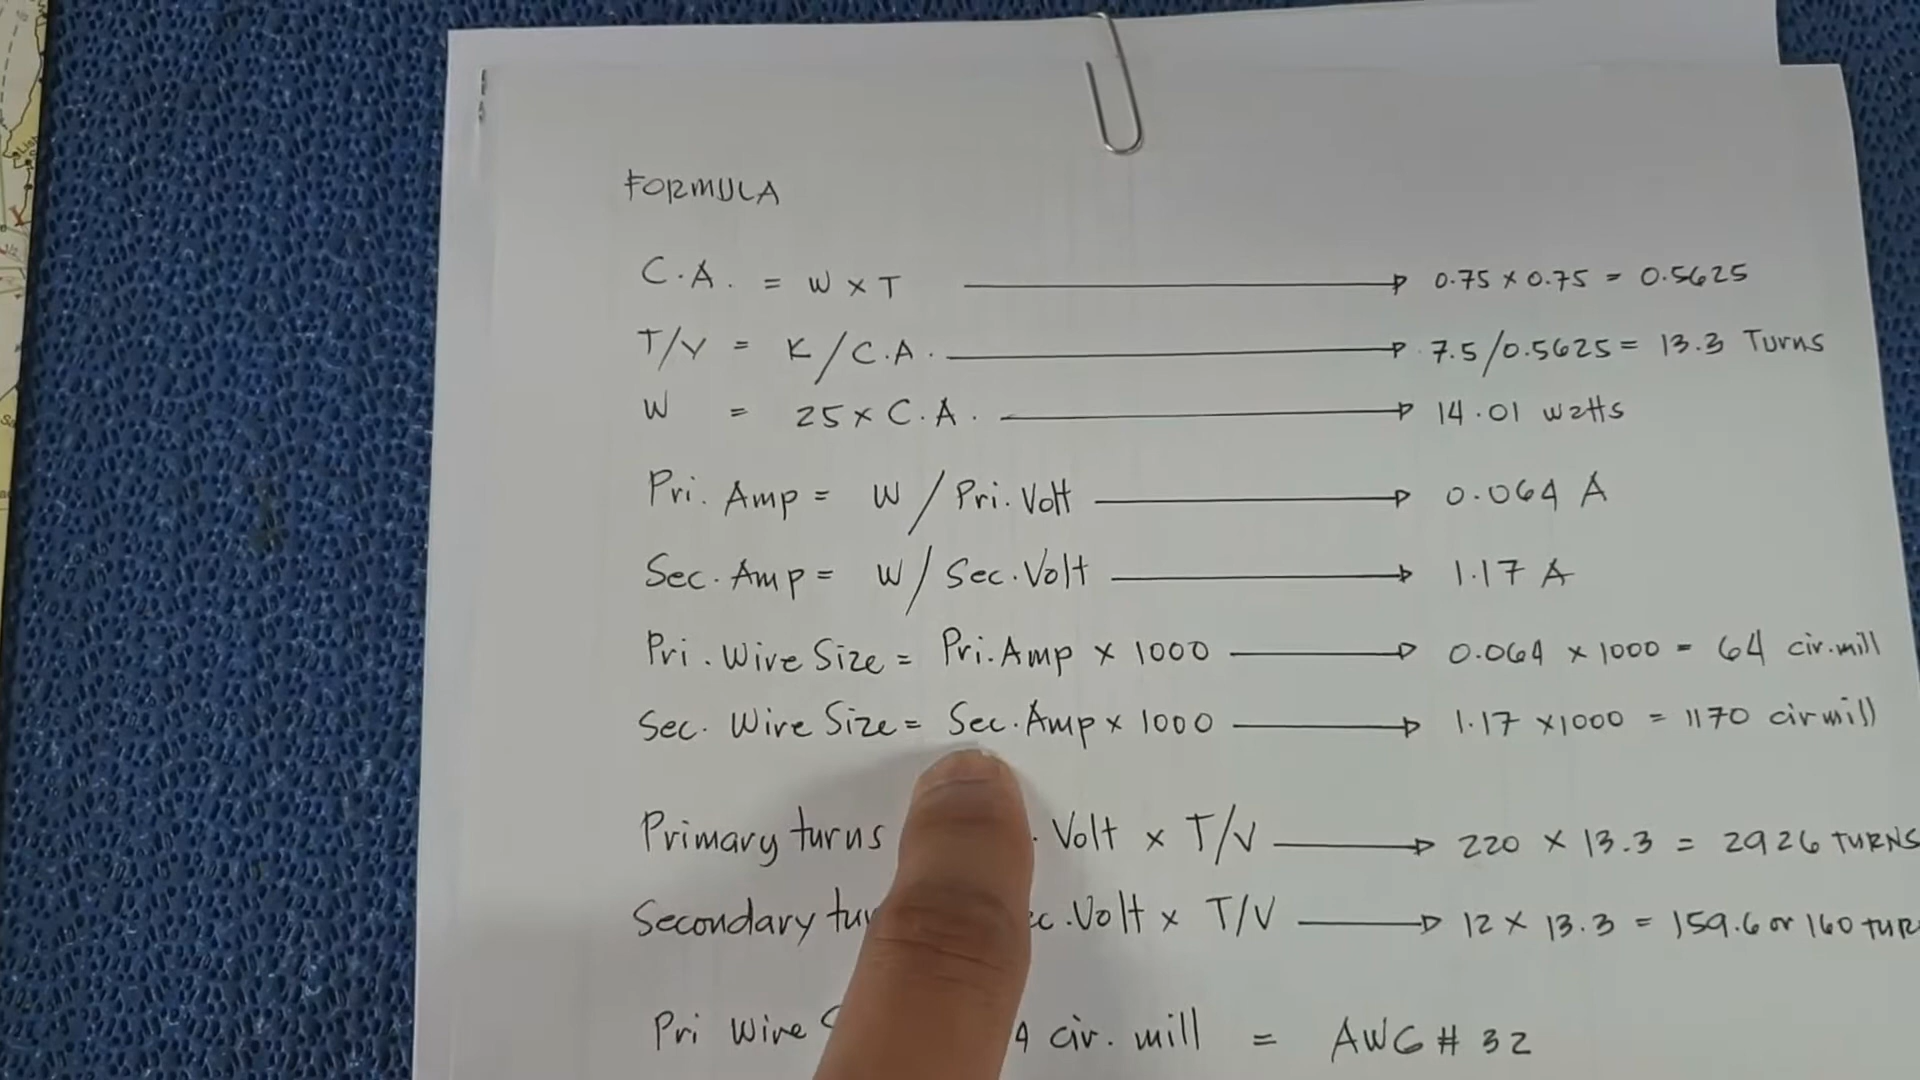 FORMULA
C.A. = W x T → 0.75 x 0.75 = 0.5625
T/V = K/C.A. → 7.5/0.5625 = 13.3 Turns
W = 25 x C.A. → 14.01 watts
Pri. Amp = W / Pri. Volt → 0.064 A
Sec. Amp = W / Sec. Volt → 1.17 A
Pri. Wire Size = Pri. Amp x 1000 → 0.064 x 1000 = 64 cir. mill
Sec. Wire Size = Sec. Amp x 1000 → 1.17 x1000 = 1170 cir mill
Primary turns Volt x T/V → 220 x 13.3 = 2926 TURNS
Secondary Volt x T/V → 12 x 13.3 = 159.6 or 160
Pri Wire cir. mill = AWG # 32